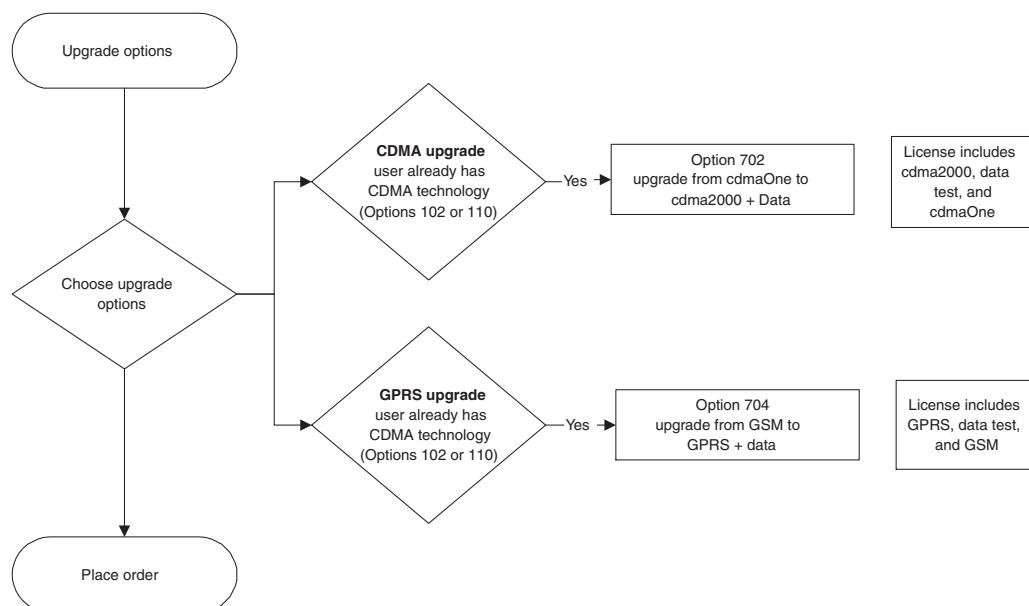 Upgrade options
CDMA upgrade
user already has
CDMA technology
(Options 102 or 110)
Yes
Option 702
upgrade from cdmaOne to
cdma2000 + Data
License includes
cdma2000, data
test, and
cdmaOne
Choose upgrade
options
GPRS upgrade
user already has
CDMA technology
(Options 102 or 110)
Yes
Option 704
upgrade from GSM to
GPRS + data
License includes
GPRS, data test,
and GSM
Place order